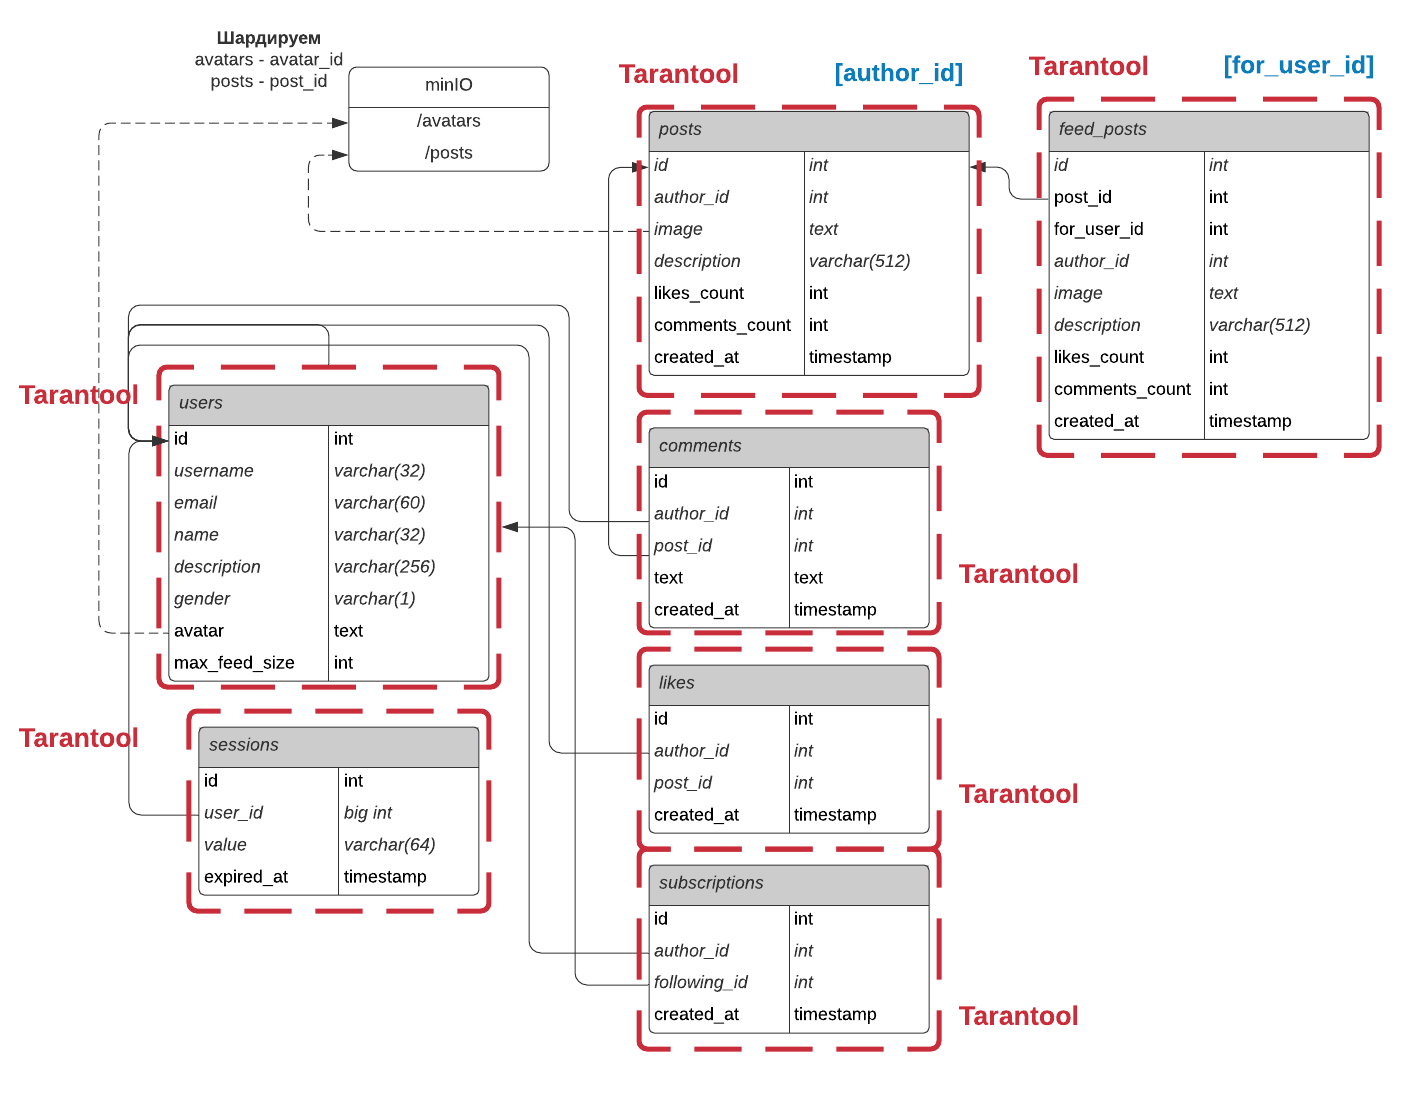 Шардируем
avatars - avatar_id
posts - post_id
minIO
/avatars
/posts
Tarantool
[author_id]
posts
id int
author_id int
image text
description varchar(512)
likes_count int
comments_count int
created_at timestamp
Tarantool
[for_user_id]
feed_posts
id int
post_id int
for_user_id int
author_id int
image text
description varchar(512)
likes_count int
comments_count int
created_at timestamp
Tarantool
users
id int
username varchar(32)
email varchar(60)
name varchar(32)
description varchar(256)
gender varchar(1)
avatar text
max_feed_size int
comments
id int
author_id int
post_id int
text text
created_at timestamp
Tarantool
Tarantool
sessions
id int
user_id big int
value varchar(64)
expired_at timestamp
likes
id int
author_id int
post_id int
created_at timestamp
Tarantool
subscriptions
id int
author_id int
following_id int
created_at timestamp
Tarantool